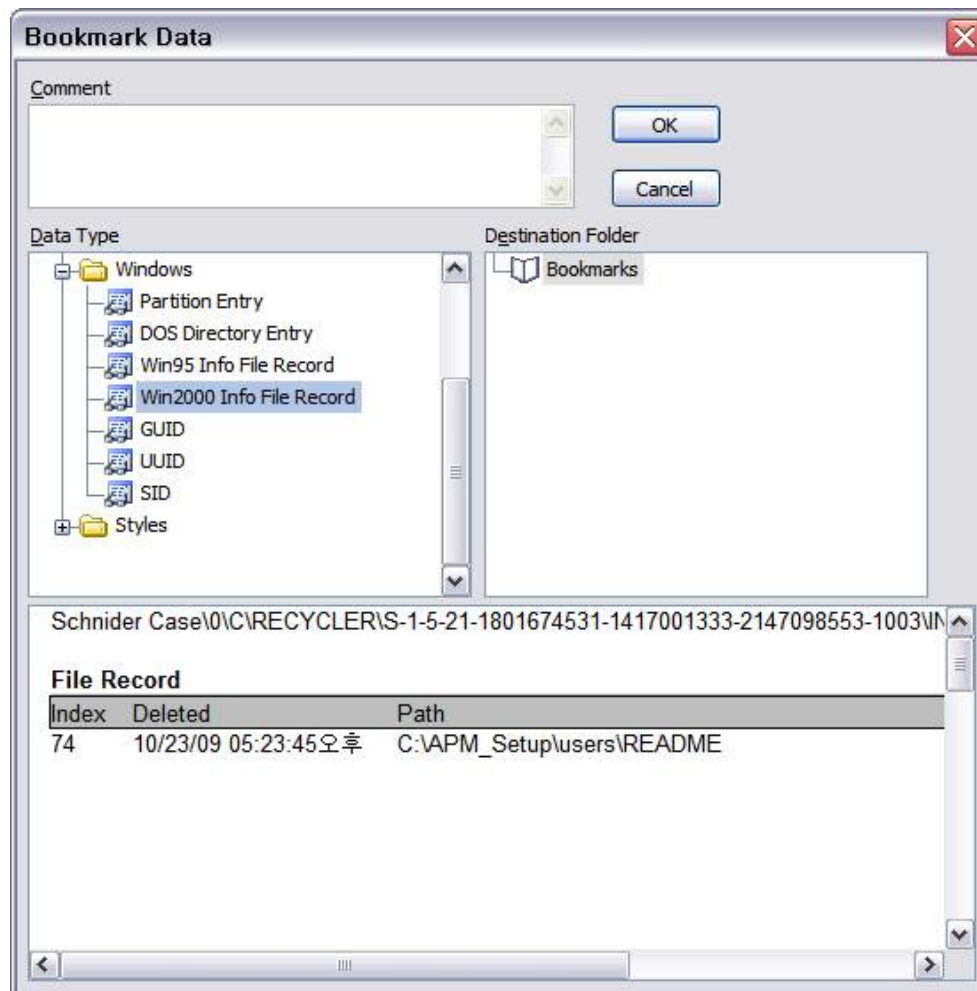 Bookmark Data
Comment
OK
Cancel
Data Type
Destination Folder
Windows
Bookmarks
Partition Entry
DOS Directory Entry
Win95 Info File Record
Win2000 Info File Record
GUID
UUID
SID
Styles
Schnider Case\0\C\RECYCLER\S-1-5-21-1801674531-1417001333-2147098553-1003\IN
File Record
Index Deleted Path
74 10/23/09 05:23:45오후 C:\APM_Setup\users\README